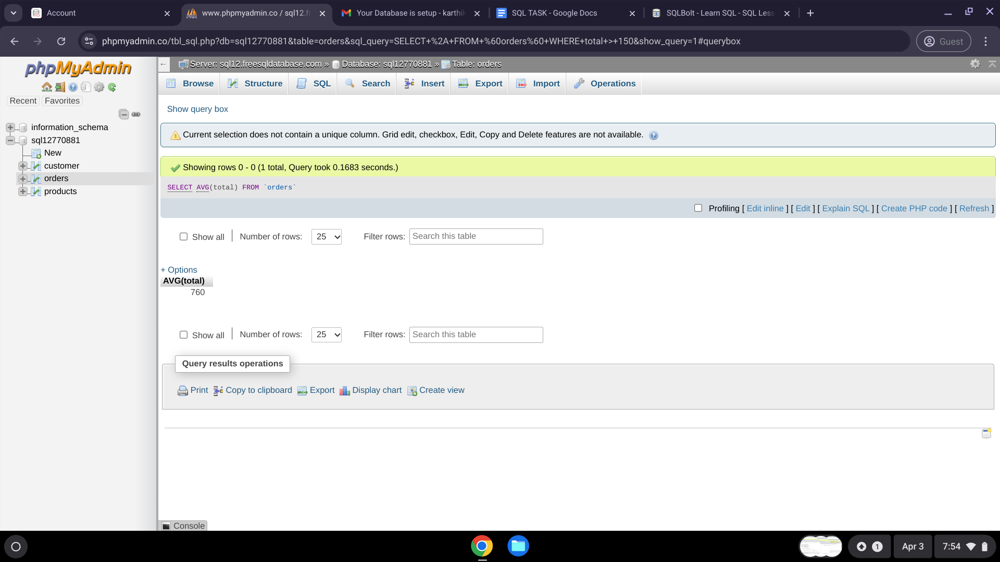 Account
www.phpmyadmin.co / sql12.fr
Your Database is setup - karthik
SQL TASK - Google Docs
SQLBolt - Learn SQL - SQL Less
phpmyadmin.co/tbl_sql.php?db=sql12770881&table=orders&sql_query=SELECT+%2A+FROM+%60orders%60+WHERE+total+>+150&show_query=1#querybox
Guest
phpMyAdmin
Recent Favorites
information_schema
sql12770881
New
customer
orders
products
← Server: sql12.freesqldatabase.com » Database: sql12770881 » Table: orders
Browse Structure SQL Search Insert Export Import Operations
Show query box
Current selection does not contain a unique column. Grid edit, checkbox, Edit, Copy and Delete features are not available.
Showing rows 0 - 0 (1 total, Query took 0.1683 seconds.)
SELECT AVG(total) FROM `orders`
Profiling [ Edit inline ] [ Edit ] [ Explain SQL ] [ Create PHP code ] [ Refresh ]
Show all | Number of rows: 25 Filter rows: Search this table
+ Options
AVG(total)
760
Show all | Number of rows: 25 Filter rows: Search this table
Query results operations
Print Copy to clipboard Export Display chart Create view
Console
1
Apr 3
7:54